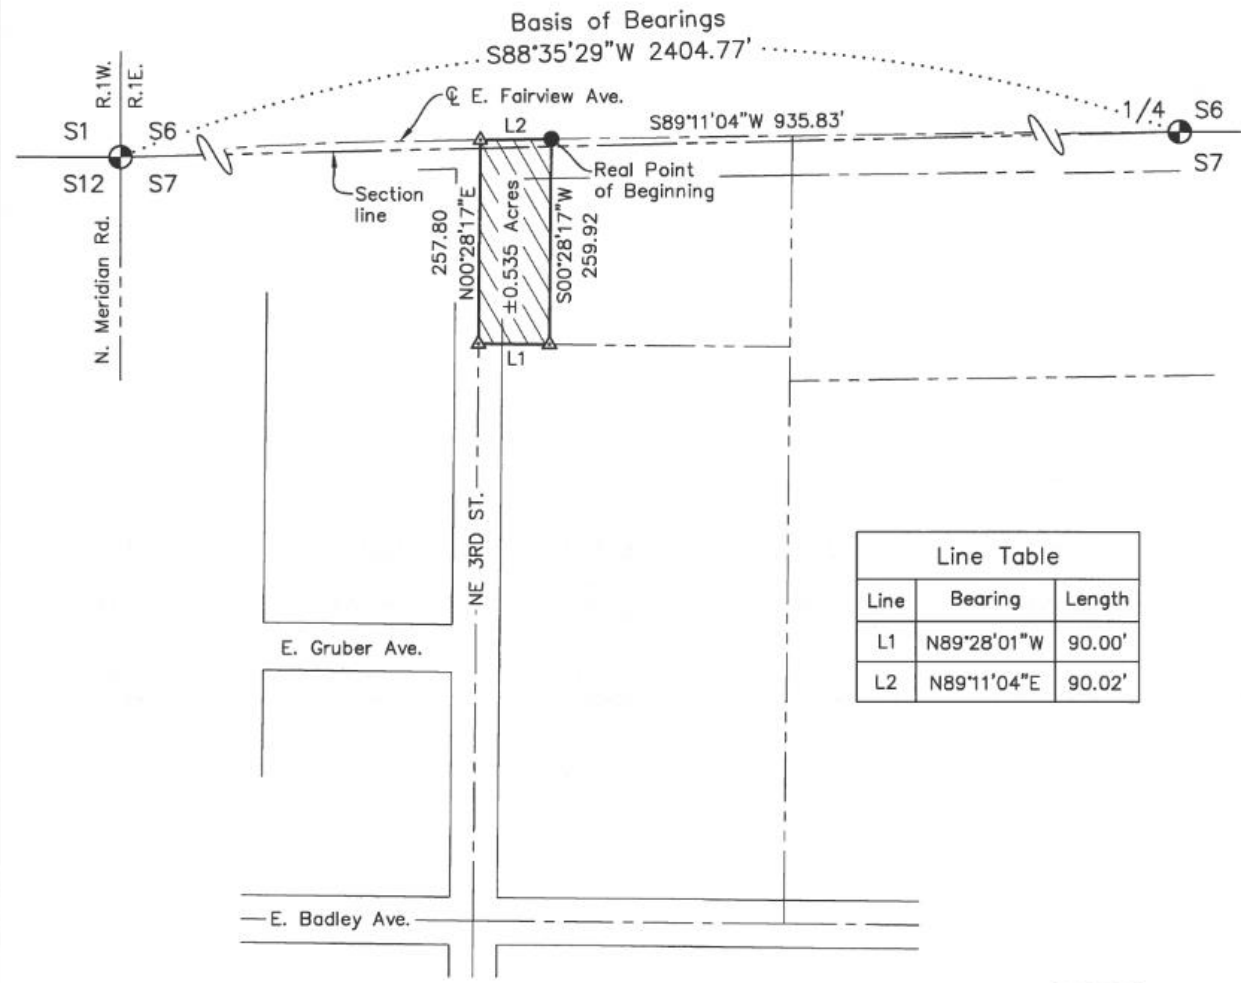 Basis of Bearings
S88°35'29"W 2404.77'
R.1W.
R.1E.
S1
S6
S12
S7
N. Meridian Rd.
℄ E. Fairview Ave.
L2
S89°11'04"W 935.83'
1/4
S6
S7
Section
line
Real Point
of Beginning
257.80
N00°28'17"E
±0.535 Acres
S00°28'17"W
259.92
L1
NE 3RD ST.
E. Gruber Ave.
E. Badley Ave.
Line Table
Line Bearing Length
L1 N89°28'01"W 90.00'
L2 N89°11'04"E 90.02'